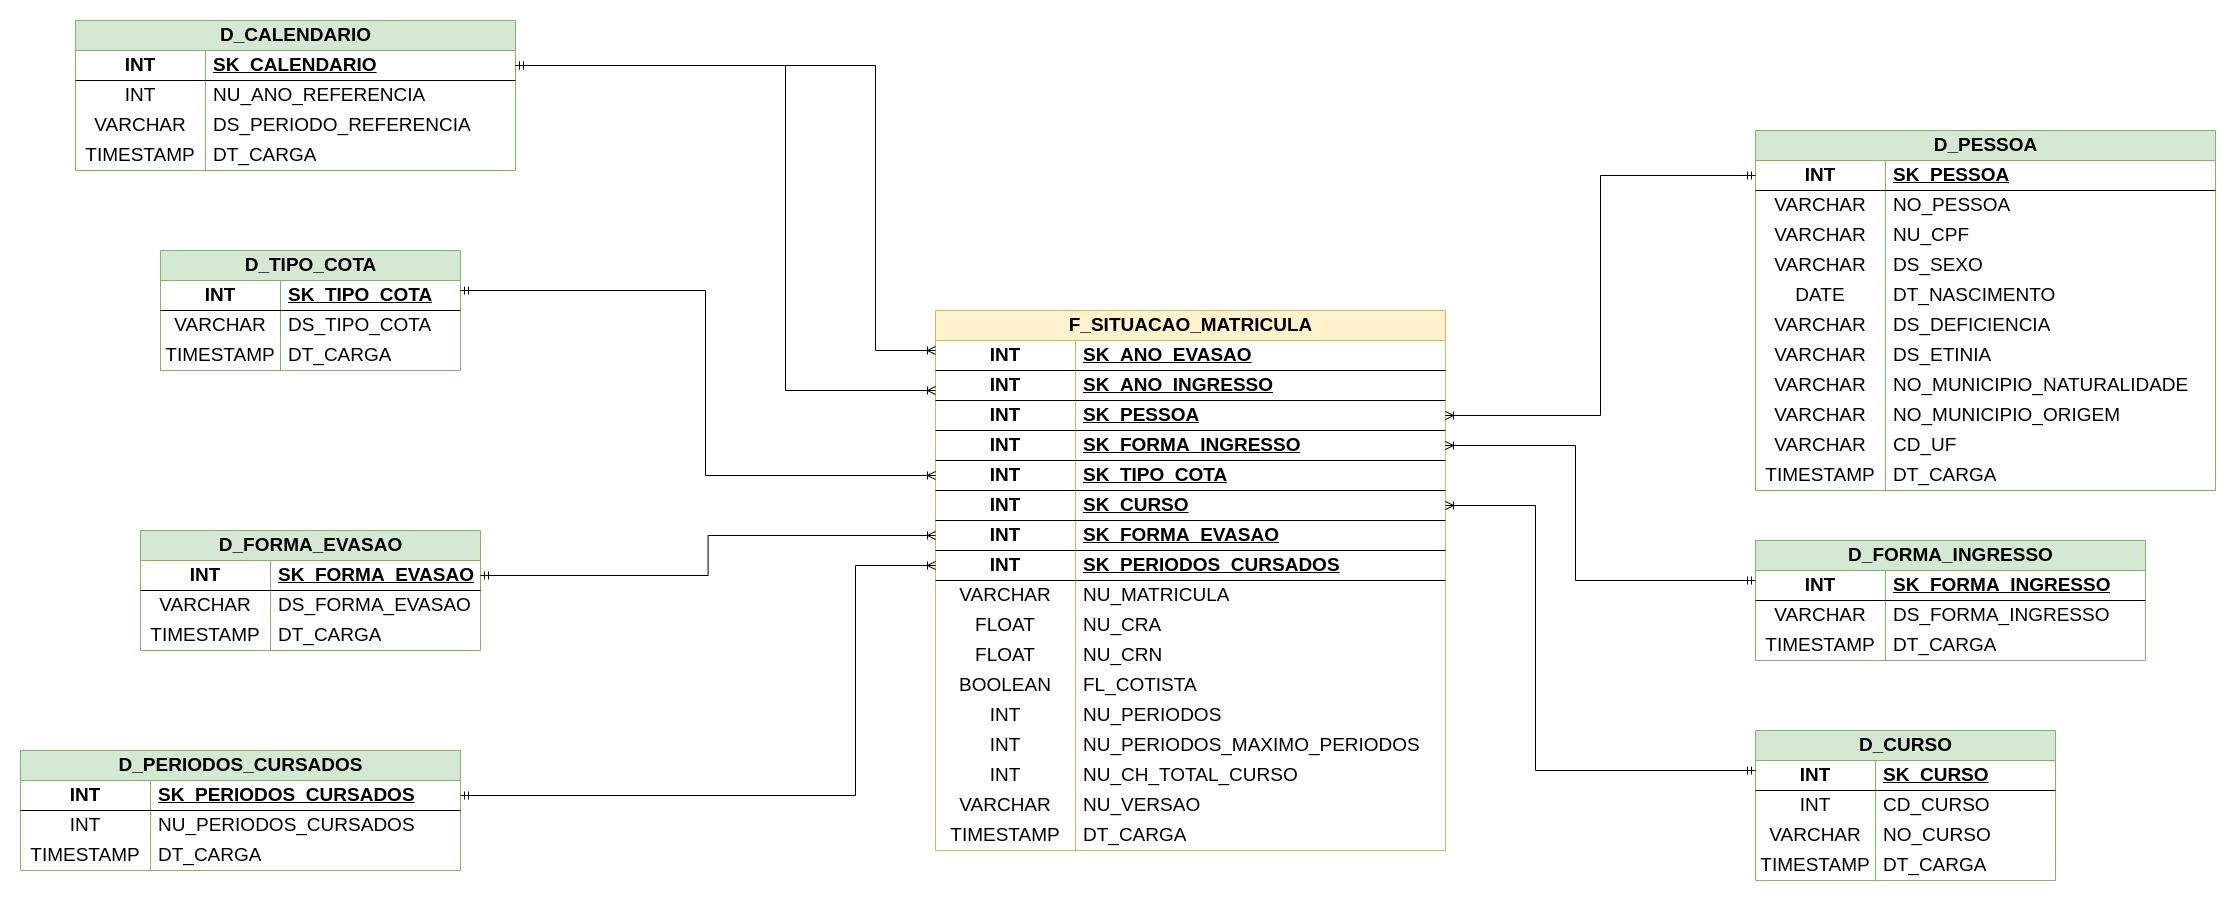 D_CALENDARIO
INT SK_CALENDARIO
INT NU_ANO_REFERENCIA
VARCHAR DS_PERIODO_REFERENCIA
TIMESTAMP DT_CARGA
D_TIPO_COTA
INT SK_TIPO_COTA
VARCHAR DS_TIPO_COTA
TIMESTAMP DT_CARGA
D_FORMA_EVASAO
INT SK_FORMA_EVASAO
VARCHAR DS_FORMA_EVASAO
TIMESTAMP DT_CARGA
D_PERIODOS_CURSADOS
INT SK_PERIODOS_CURSADOS
INT NU_PERIODOS_CURSADOS
TIMESTAMP DT_CARGA
F_SITUACAO_MATRICULA
INT SK_ANO_EVASAO
INT SK_ANO_INGRESSO
INT SK_PESSOA
INT SK_FORMA_INGRESSO
INT SK_TIPO_COTA
INT SK_CURSO
INT SK_FORMA_EVASAO
INT SK_PERIODOS_CURSADOS
VARCHAR NU_MATRICULA
FLOAT NU_CRA
FLOAT NU_CRN
BOOLEAN FL_COTISTA
INT NU_PERIODOS
INT NU_PERIODOS_MAXIMO_PERIODOS
INT NU_CH_TOTAL_CURSO
VARCHAR NU_VERSAO
TIMESTAMP DT_CARGA
D_PESSOA
INT SK_PESSOA
VARCHAR NO_PESSOA
VARCHAR NU_CPF
VARCHAR DS_SEXO
DATE DT_NASCIMENTO
VARCHAR DS_DEFICIENCIA
VARCHAR DS_ETINIA
VARCHAR NO_MUNICIPIO_NATURALIDADE
VARCHAR NO_MUNICIPIO_ORIGEM
VARCHAR CD_UF
TIMESTAMP DT_CARGA
D_FORMA_INGRESSO
INT SK_FORMA_INGRESSO
VARCHAR DS_FORMA_INGRESSO
TIMESTAMP DT_CARGA
D_CURSO
INT SK_CURSO
INT CD_CURSO
VARCHAR NO_CURSO
TIMESTAMP DT_CARGA